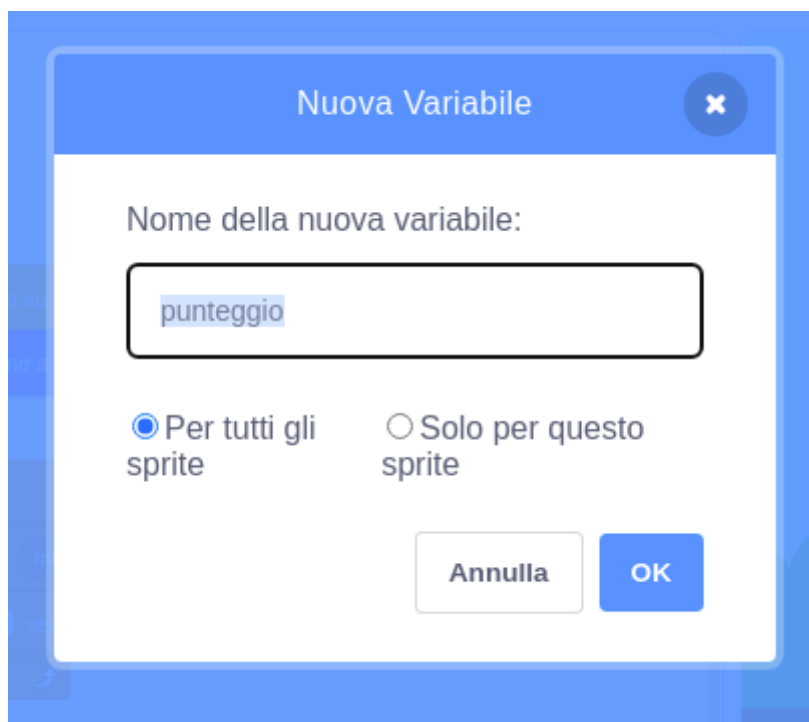 Nuova Variabile
Nome della nuova variabile:
punteggio
Per tutti gli
sprite
Solo per questo
sprite
Annulla
OK